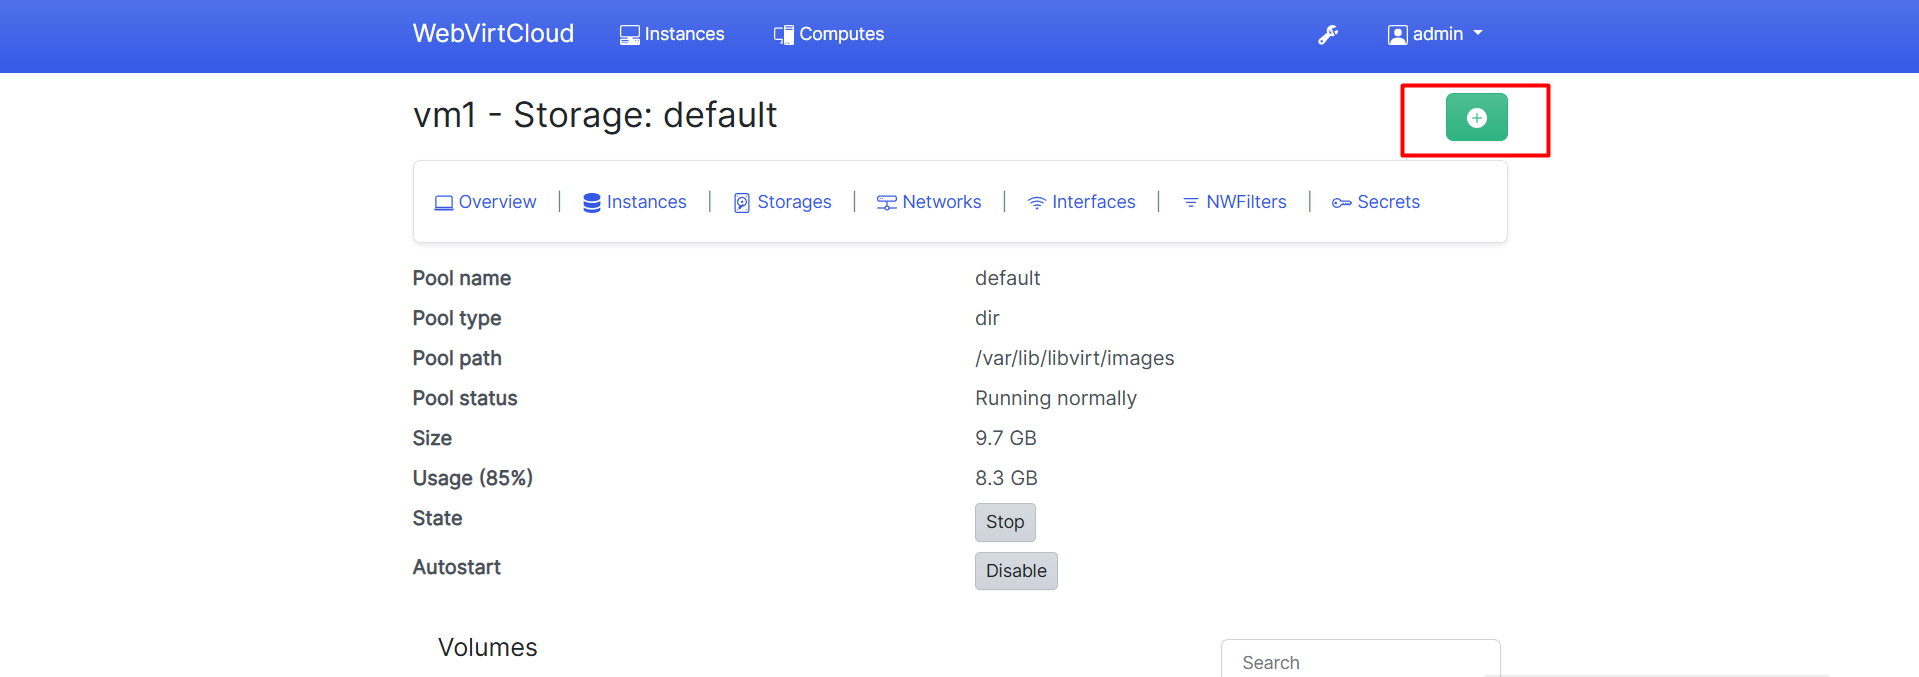 WebVirtCloud Instances Computes admin
vm1 - Storage: default
Overview | Instances | Storages | Networks | Interfaces | NWFilters | Secrets
Pool name default
Pool type dir
Pool path /var/lib/libvirt/images
Pool status Running normally
Size 9.7 GB
Usage (85%) 8.3 GB
State Stop
Autostart Disable
Volumes Search